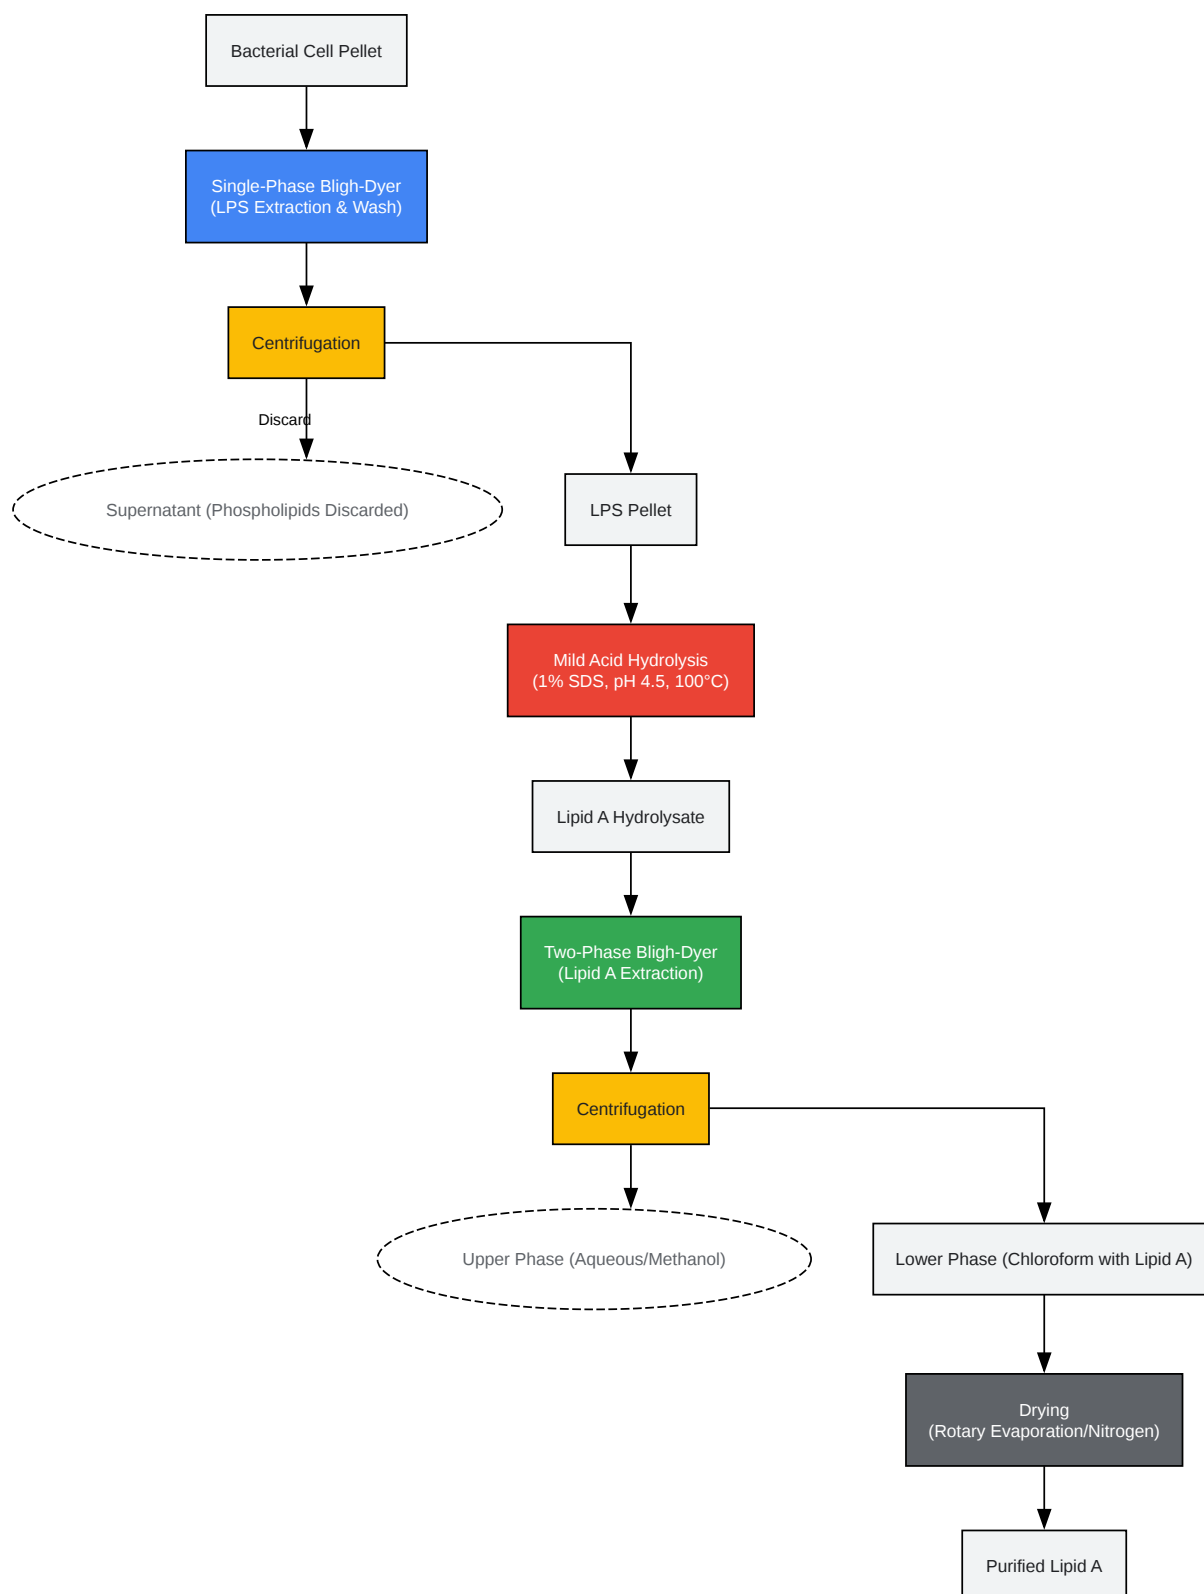 Bacterial Cell Pellet
Single-Phase Bligh-Dyer
(LPS Extraction & Wash)
Centrifugation
Discard
Supernatant (Phospholipids Discarded)
LPS Pellet
Mild Acid Hydrolysis
(1% SDS, pH 4.5, 100°C)
Lipid A Hydrolysate
Two-Phase Bligh-Dyer
(Lipid A Extraction)
Centrifugation
Upper Phase (Aqueous/Methanol)
Lower Phase (Chloroform with Lipid A)
Drying
(Rotary Evaporation/Nitrogen)
Purified Lipid A